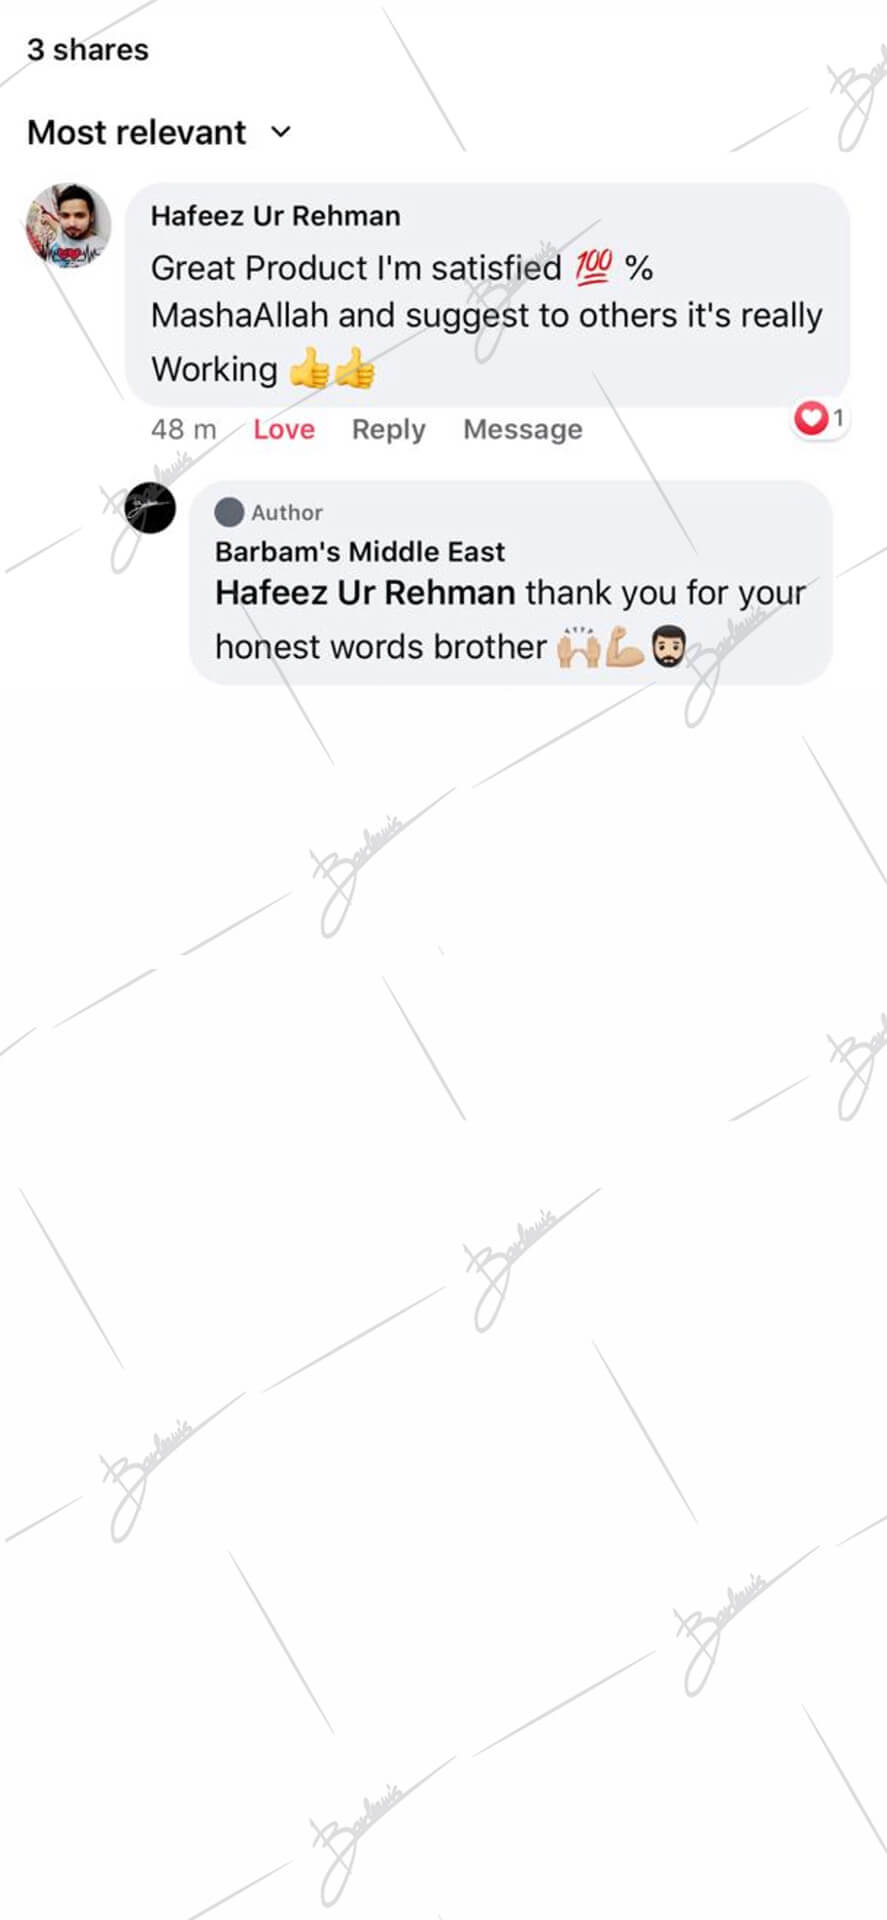 3 shares
Most relevant
Hafeez Ur Rehman
Great Product I'm satisfied 💯 %
MashaAllah and suggest to others it's really
Working 👍👍
48 m Love Reply Message
1
Author
Barbam's Middle East
Hafeez Ur Rehman thank you for your
honest words brother 🙌🏼💪🏼🧔🏻‍♂️